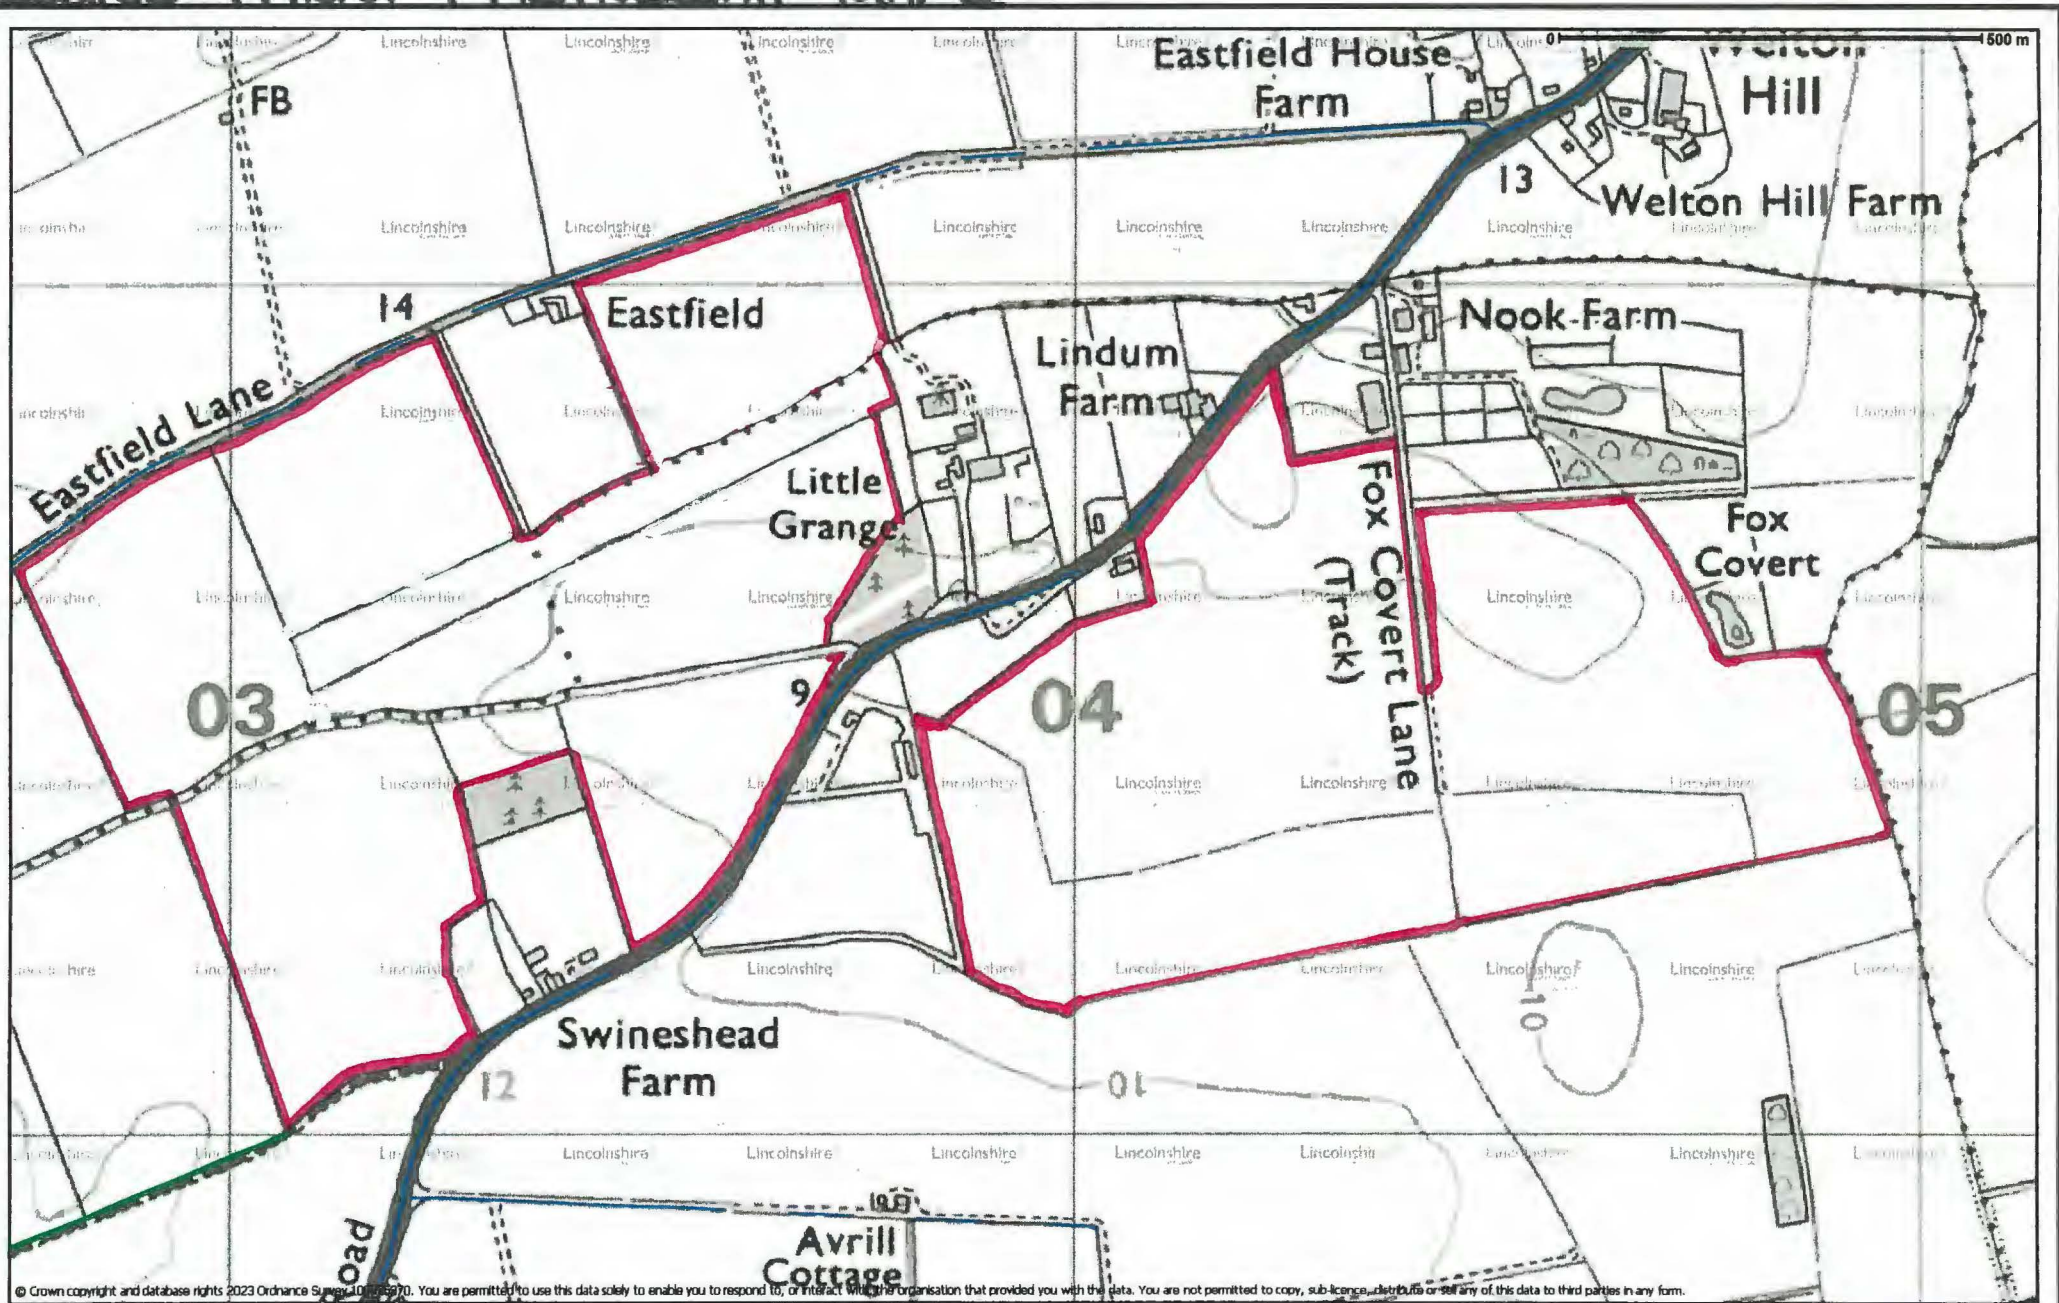 FB
Eastfield House
Farm
0
500 m
Welton
Hill
13
Welton Hill Farm
14
Eastfield
Nook Farm
Lindum
Farm
Eastfield Lane
Little
Grange
Fox Covert Lane
(Track)
Fox
Covert
9
03
04
05
Swineshead
Farm
12
10
10
Avrill
Cottage
oad
Lincolnshire
© Crown copyright and database rights 2023 Ordnance Survey. You are permitted to use this data solely to enable you to respond to, or interact with the organisation that provided you with the data. You are not permitted to copy, sub-licence, distribute or sell any of this data to third parties in any form.